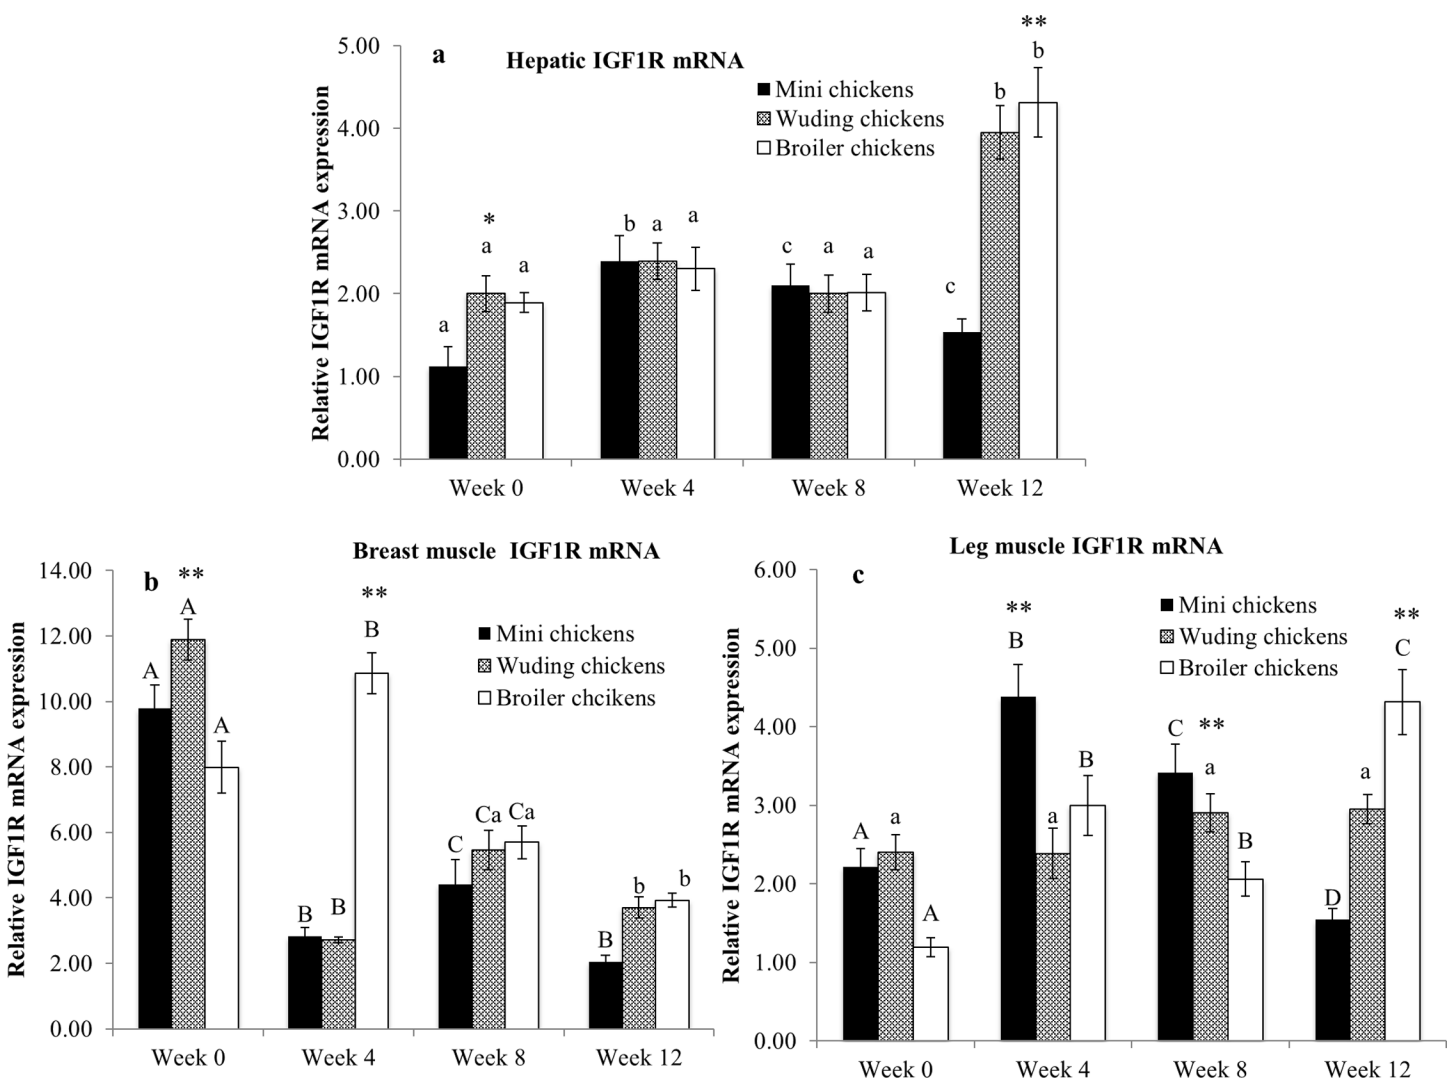 **
5.00
a
Hepatic IGF1R mRNA
b
Mini chickens
b
Wuding chickens
4.00
Broiler chickens
3.00
*
b
a
a
a
a
c
a
a
2.00
c
a
1.00
0.00
Relative IGF1R mRNA expression
Week 0
Week 4
Week 8
Week 12
Breast muscle IGF1R mRNA
14.00
b
**
**
A
B
Mini chickens
12.00
Wuding chickens
A
Broiler chcikens
10.00
A
8.00
Ca
Ca
6.00
C
4.00
b
b
B
B
B
2.00
0.00
Relative IGF1R mRNA expression
Week 0
Week 4
Week 8
Week 12
Leg muscle IGF1R mRNA
6.00
c
**
Mini chickens
**
B
Wuding chickens
C
5.00
Broiler chickens
4.00
C
**
B
a
a
3.00
A
a
a
B
2.00
A
D
1.00
0.00
Relative IGF1R mRNA expression
Week 0
Week 4
Week 8
Week 12